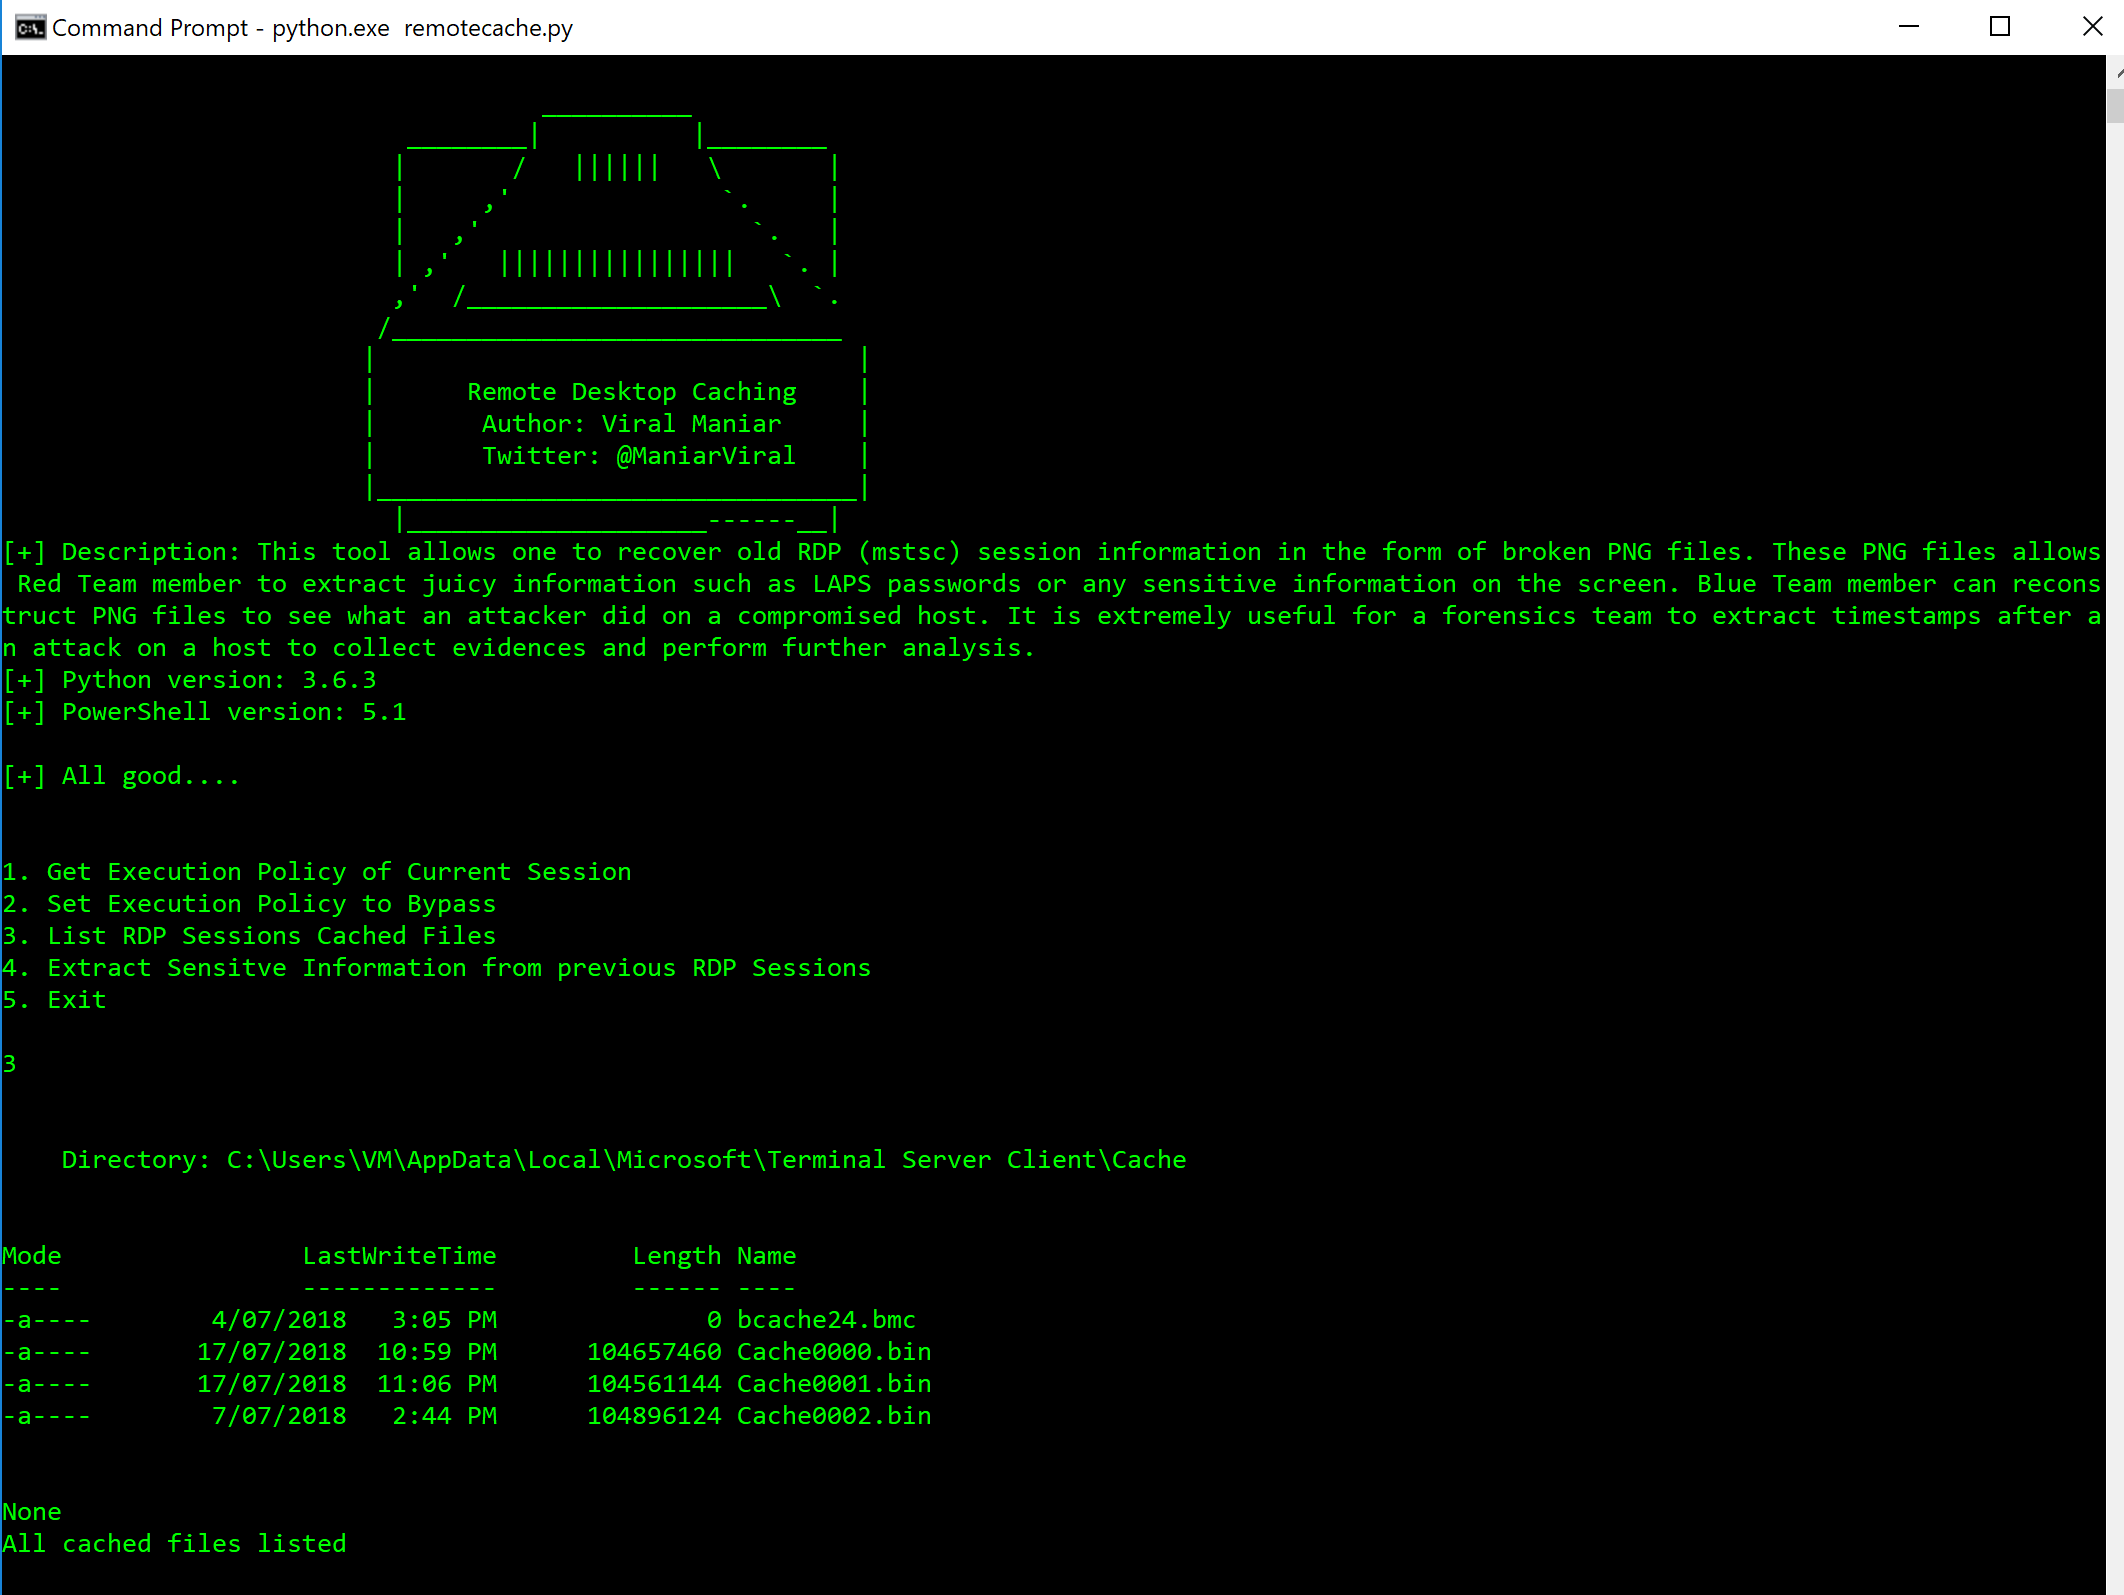 Command Prompt - python.exe  remotecache.py
Remote Desktop Caching
Author: Viral Maniar
Twitter: @ManiarViral
[+] Description: This tool allows one to recover old RDP (mstsc) session information in the form of broken PNG files. These PNG files allows
 Red Team member to extract juicy information such as LAPS passwords or any sensitive information on the screen. Blue Team member can recons
truct PNG files to see what an attacker did on a compromised host. It is extremely useful for a forensics team to extract timestamps after a
n attack on a host to collect evidences and perform further analysis.
[+] Python version: 3.6.3
[+] PowerShell version: 5.1
[+] All good....
1. Get Execution Policy of Current Session
2. Set Execution Policy to Bypass
3. List RDP Sessions Cached Files
4. Extract Sensitve Information from previous RDP Sessions
5. Exit
3
    Directory: C:\Users\VM\AppData\Local\Microsoft\Terminal Server Client\Cache
Mode                LastWriteTime         Length Name
----                -------------         ------ ----
-a----        4/07/2018   3:05 PM              0 bcache24.bmc
-a----       17/07/2018  10:59 PM      104657460 Cache0000.bin
-a----       17/07/2018  11:06 PM      104561144 Cache0001.bin
-a----        7/07/2018   2:44 PM      104896124 Cache0002.bin
None
All cached files listed